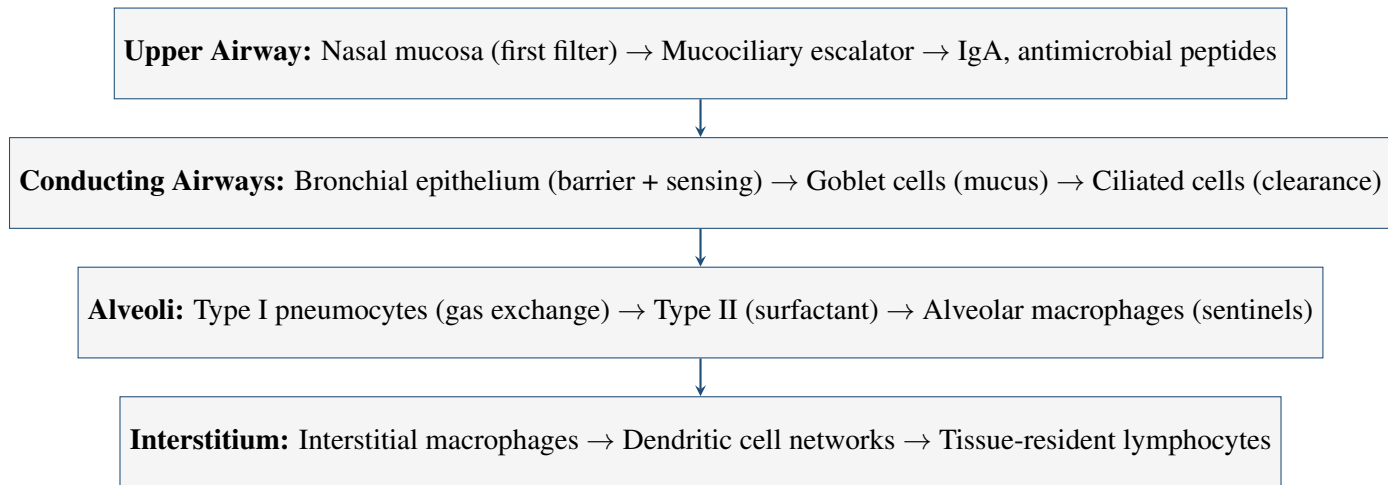 Upper Airway: Nasal mucosa (first filter) → Mucociliary escalator → IgA, antimicrobial peptides
Conducting Airways: Bronchial epithelium (barrier + sensing) → Goblet cells (mucus) → Ciliated cells (clearance)
Alveoli: Type I pneumocytes (gas exchange) → Type II (surfactant) → Alveolar macrophages (sentinels)
Interstitium: Interstitial macrophages → Dendritic cell networks → Tissue-resident lymphocytes